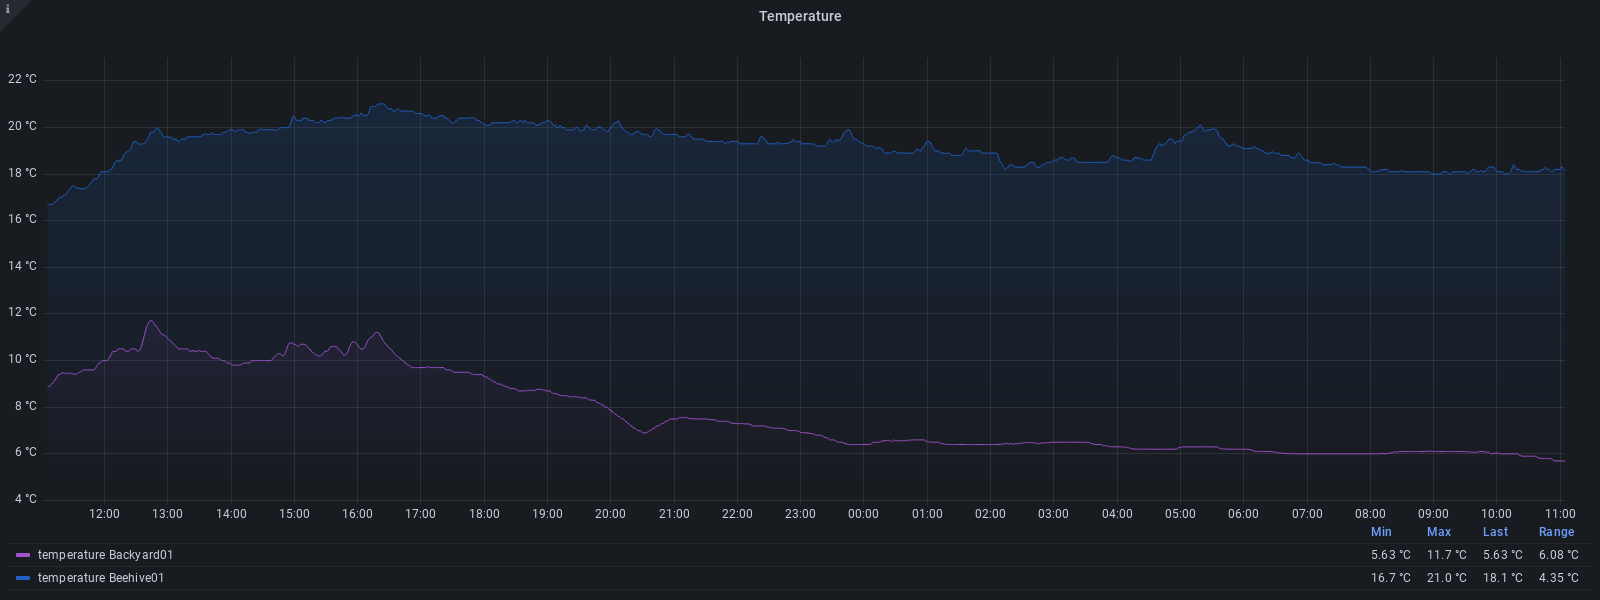 i
Temperature
22 °C
20 °C
18 °C
16 °C
14 °C
12 °C
10 °C
8 °C
6 °C
4 °C
12:00 13:00 14:00 15:00 16:00 17:00 18:00 19:00 20:00 21:00 22:00 23:00 00:00 01:00 02:00 03:00 04:00 05:00 06:00 07:00 08:00 09:00 10:00 11:00
Min Max Last Range
temperature Backyard01 5.63 °C 11.7 °C 5.63 °C 6.08 °C
temperature Beehive01 16.7 °C 21.0 °C 18.1 °C 4.35 °C